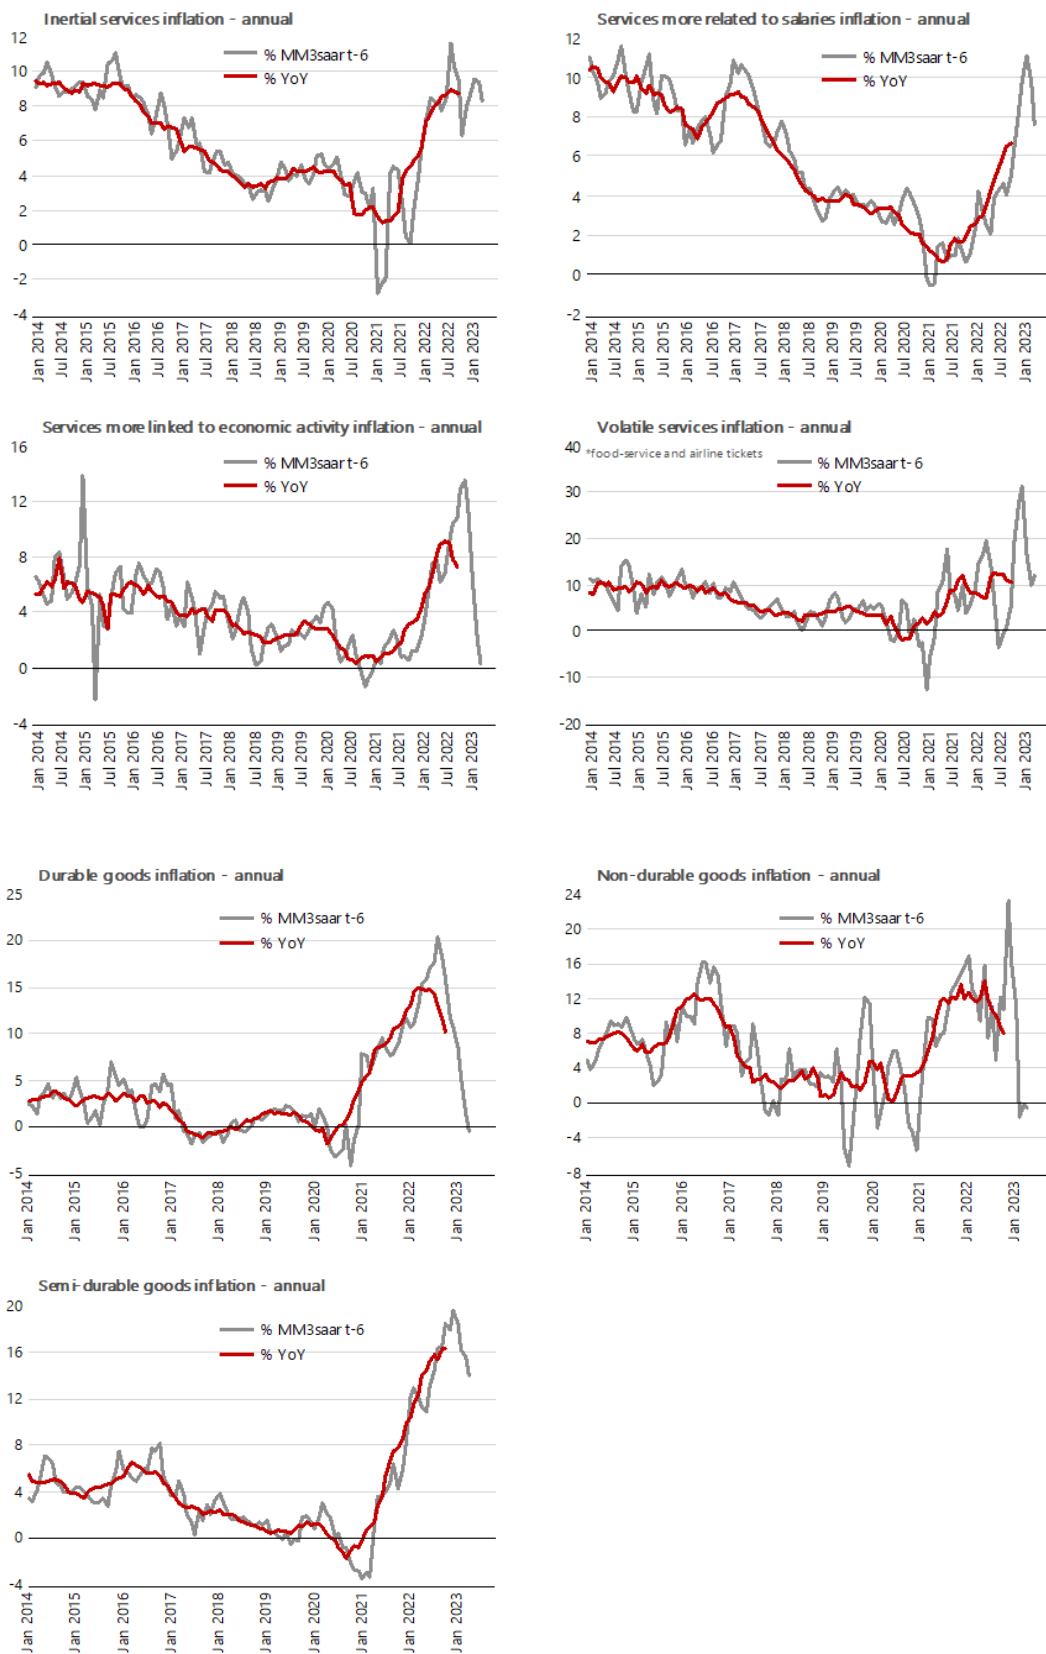 Inertial services inflation - annual
12
10
8
6
4
2
0
-2
-4
% MM3saart-6
% YoY
Jan 2014
Jul 2014
Jan 2015
Jul 2015
Jan 2016
Jul 2016
Jan 2017
Jul 2017
Jan 2018
Jul 2018
Jan 2019
Jul 2019
Jan 2020
Jul 2020
Jan 2021
Jul 2021
Jan 2022
Jul 2022
Jan 2023
Services more related to salaries inflation - annual
12
10
8
6
4
2
0
-2
% MM3saart-6
% YoY
Jan 2014
Jul 2014
Jan 2015
Jul 2015
Jan 2016
Jul 2016
Jan 2017
Jul 2017
Jan 2018
Jul 2018
Jan 2019
Jul 2019
Jan 2020
Jul 2020
Jan 2021
Jul 2021
Jan 2022
Jul 2022
Jan 2023
Services more linked to economic activity inflation - annual
16
12
8
4
0
-4
% MM3saart-6
% YoY
Jan 2014
Jul 2014
Jan 2015
Jul 2015
Jan 2016
Jul 2016
Jan 2017
Jul 2017
Jan 2018
Jul 2018
Jan 2019
Jul 2019
Jan 2020
Jul 2020
Jan 2021
Jul 2021
Jan 2022
Jul 2022
Jan 2023
Volatile services inflation - annual
*food-service and airline tickets
40
30
20
10
0
-10
-20
% MM3saart-6
% YoY
Jan 2014
Jul 2014
Jan 2015
Jul 2015
Jan 2016
Jul 2016
Jan 2017
Jul 2017
Jan 2018
Jul 2018
Jan 2019
Jul 2019
Jan 2020
Jul 2020
Jan 2021
Jul 2021
Jan 2022
Jul 2022
Jan 2023
Durable goods inflation - annual
25
20
15
10
5
0
-5
% MM3saart-6
% YoY
Jan 2014
Jan 2015
Jan 2016
Jan 2017
Jan 2018
Jan 2019
Jan 2020
Jan 2021
Jan 2022
Jan 2023
Non-durable goods inflation - annual
24
20
16
12
8
4
0
-4
-8
% MM3saart-6
% YoY
Jan 2014
Jan 2015
Jan 2016
Jan 2017
Jan 2018
Jan 2019
Jan 2020
Jan 2021
Jan 2022
Jan 2023
Semi-durable goods inflation - annual
20
16
12
8
4
0
-4
% MM3saart-6
% YoY
Jan 2014
Jan 2015
Jan 2016
Jan 2017
Jan 2018
Jan 2019
Jan 2020
Jan 2021
Jan 2022
Jan 2023